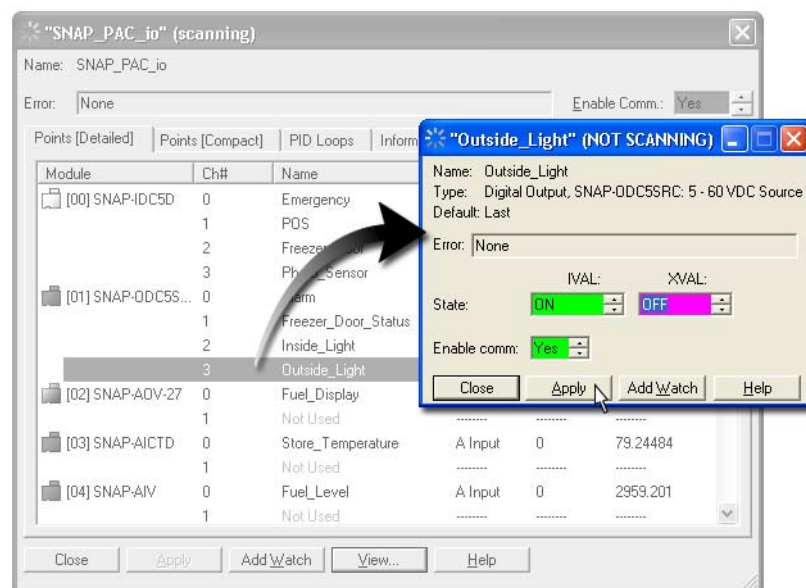 "SNAP_PAC_io" (scanning)
Name: SNAP_PAC_io
Error: None Enable Comm.: Yes
Points [Detailed] Points [Compact] PID Loops Inform
Module Ch# Name
[00] SNAP-IDC5D 0 Emergency
1 POS
2 Freezer
3 Sensor
[01] SNAP-ODC5S... 0
1 Freezer_Door_Status
2 Inside_Light
3 Outside_Light
[02] SNAP-AOV-27 0 Fuel_Display
1 Not Used -------- -------- --------
[03] SNAP-AICTD 0 Store_Temperature A Input 0 79.24484
1 Not Used -------- -------- --------
[04] SNAP-AIV 0 Fuel_Level A Input 0 2959.201
1 Not Used -------- -------- --------
Close Apply Add Watch View... Help
"Outside_Light" (NOT SCANNING)
Name: Outside_Light
Type: Digital Output, SNAP-ODC5SRC: 5 - 60 VDC Source
Default: Last
Error: None
IVAL: XVAL:
State: ON OFF
Enable comm: Yes
Close Apply Add Watch Help